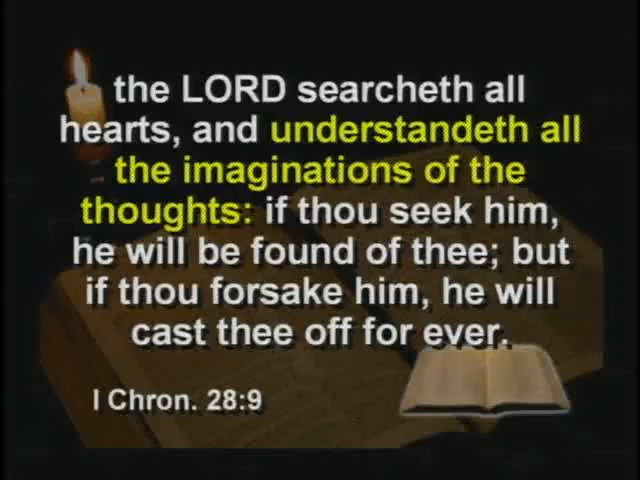 the LORD searcheth all
hearts, and understandeth all
the imaginations of the
thoughts: if thou seek him,
he will be found of thee; but
if thou forsake him, he will
cast thee off for ever.
I Chron. 28:9